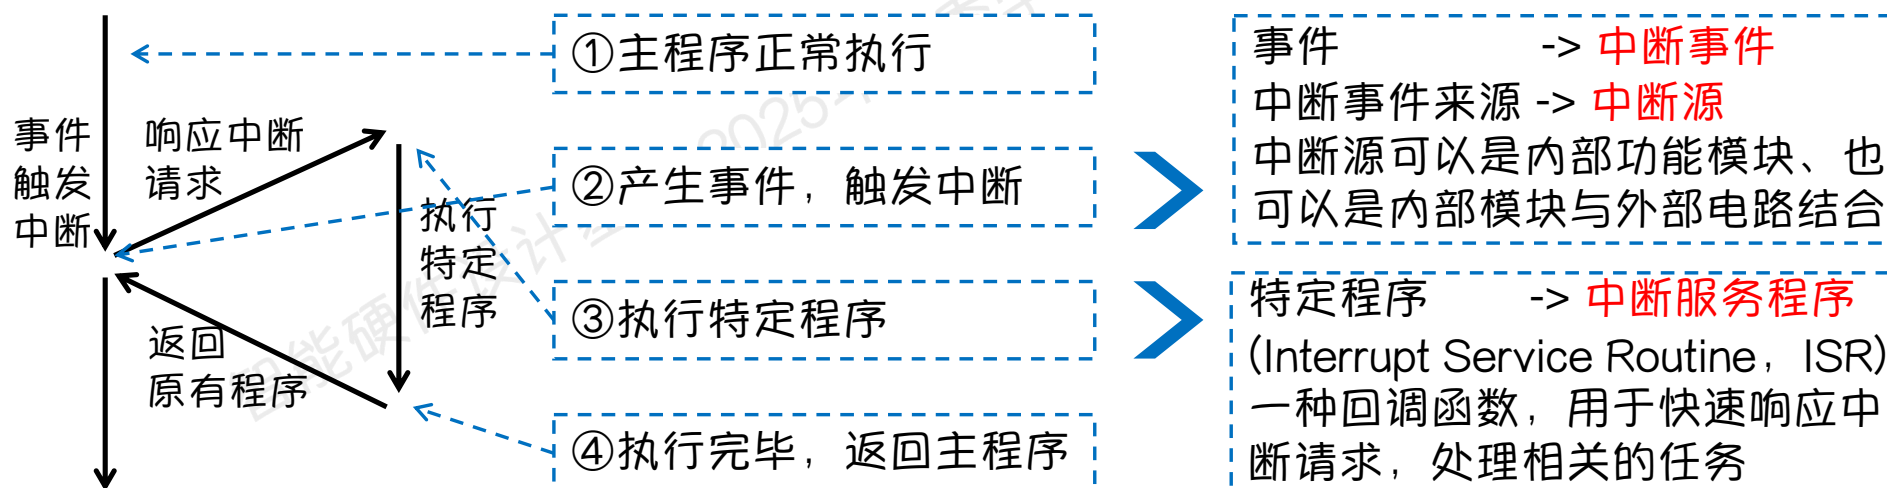 事件
触发
中断
响应中断
请求
执行
特定
程序
返回
原有程序
①主程序正常执行
②产生事件，触发中断
③执行特定程序
④执行完毕，返回主程序
事件 -> 中断事件
中断事件来源 -> 中断源
中断源可以是内部功能模块、也
可以是内部模块与外部电路结合
特定程序 -> 中断服务程序
(Interrupt Service Routine，ISR)
一种回调函数，用于快速响应中
断请求，处理相关的任务